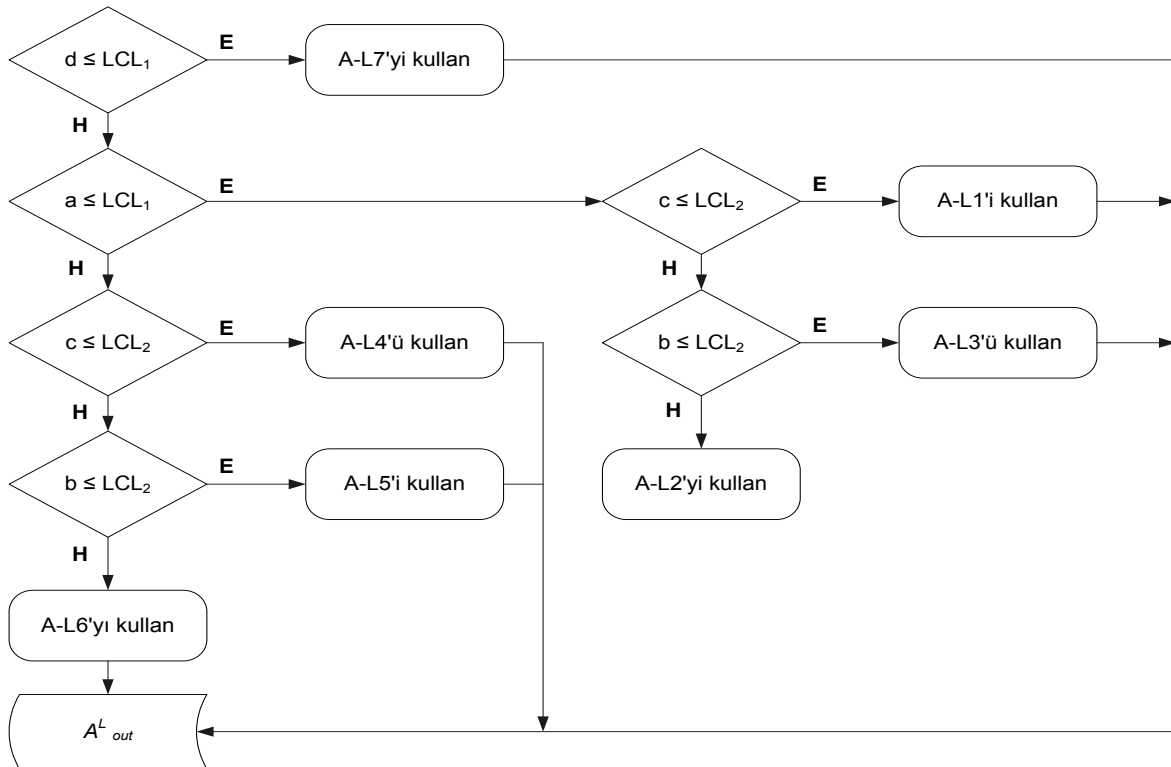 d ≤ LCL₁
E
A-L7'yi kullan
H
a ≤ LCL₁
E
c ≤ LCL₂
E
A-L1'i kullan
H
H
c ≤ LCL₂
E
A-L4'ü kullan
b ≤ LCL₂
E
A-L3'ü kullan
H
H
b ≤ LCL₂
E
A-L5'i kullan
A-L2'yi kullan
H
A-L6'yı kullan
Aᴸ out